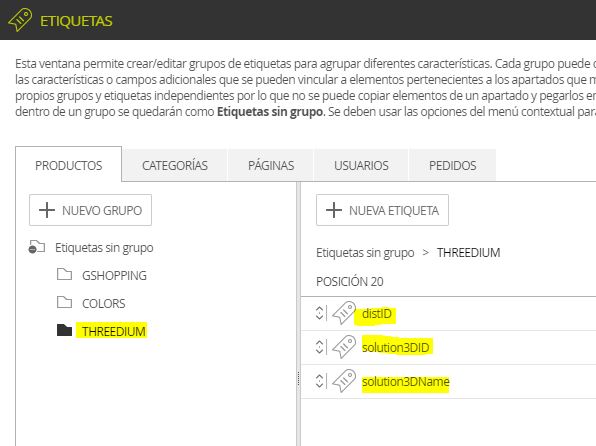 ETIQUETAS
Esta ventana permite crear/editar grupos de etiquetas para agrupar diferentes características. Cada grupo puede
las características o campos adicionales que se pueden vincular a elementos pertenecientes a los apartados que
propios grupos y etiquetas independientes por lo que no se puede copiar elementos de un apartado y pegarlos
dentro de un grupo se quedarán como Etiquetas sin grupo. Se deben usar las opciones del menú contextual
PRODUCTOS CATEGORÍAS PÁGINAS USUARIOS PEDIDOS
NUEVO GRUPO
Etiquetas sin grupo
GSHOPPING
COLORS
THREEDIUM
NUEVA ETIQUETA
Etiquetas sin grupo > THREEDIUM
POSICIÓN 20
distID
solution3DID
solution3DName